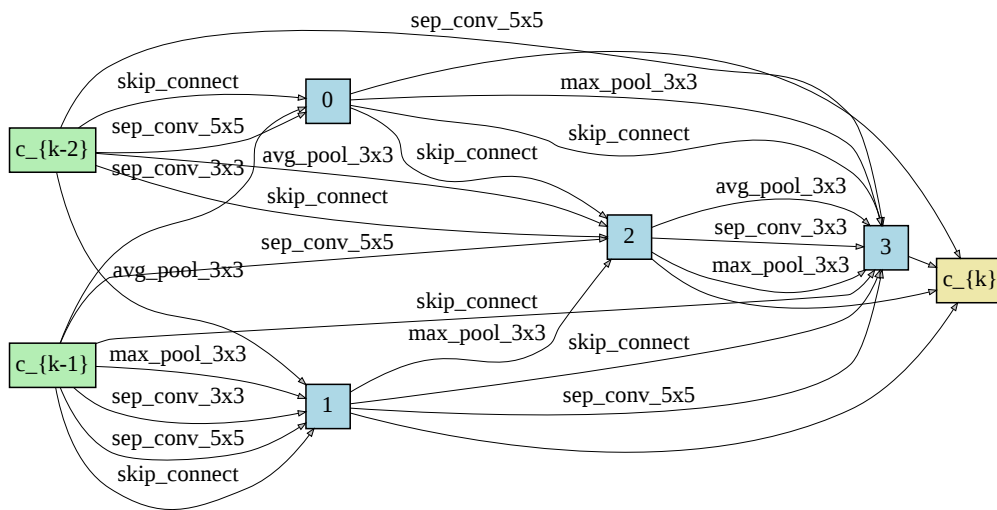 sep_conv_5x5
skip_connect
0
max_pool_3x3
sep_conv_5x5
skip_connect
c_{k-2}
avg_pool_3x3
skip_connect
sep_conv_3x3
skip_connect
avg_pool_3x3
sep_conv_3x3
2
3
sep_conv_5x5
avg_pool_3x3
max_pool_3x3
c_{k}
skip_connect
max_pool_3x3
skip_connect
max_pool_3x3
c_{k-1}
sep_conv_3x3
1
sep_conv_5x5
sep_conv_5x5
skip_connect